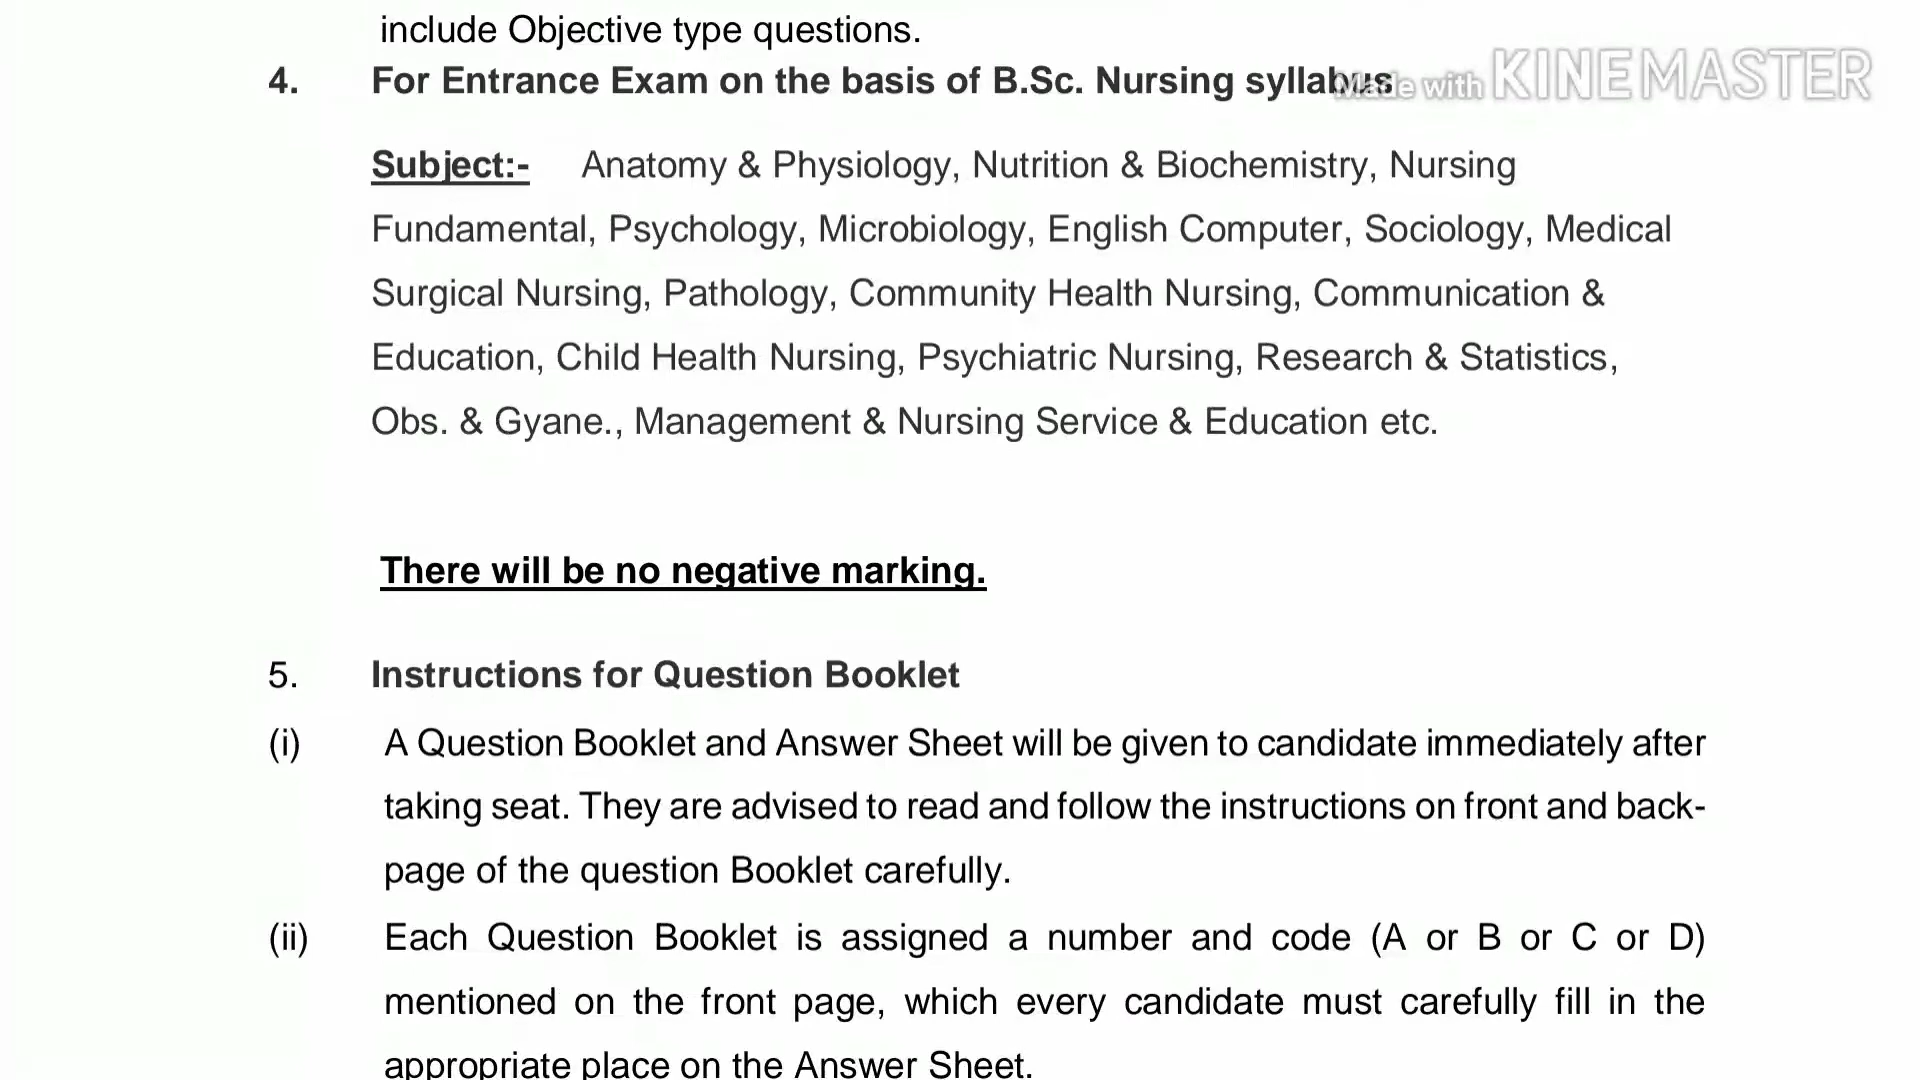 include Objective type questions.
4. For Entrance Exam on the basis of B.Sc. Nursing syllabus
Made with KINEMASTER
Subject:- Anatomy & Physiology, Nutrition & Biochemistry, Nursing
Fundamental, Psychology, Microbiology, English Computer, Sociology, Medical
Surgical Nursing, Pathology, Community Health Nursing, Communication &
Education, Child Health Nursing, Psychiatric Nursing, Research & Statistics,
Obs. & Gyane., Management & Nursing Service & Education etc.
There will be no negative marking.
5. Instructions for Question Booklet
(i) A Question Booklet and Answer Sheet will be given to candidate immediately after
taking seat. They are advised to read and follow the instructions on front and back-
page of the question Booklet carefully.
(ii) Each Question Booklet is assigned a number and code (A or B or C or D)
mentioned on the front page, which every candidate must carefully fill in the
appropriate place on the Answer Sheet.